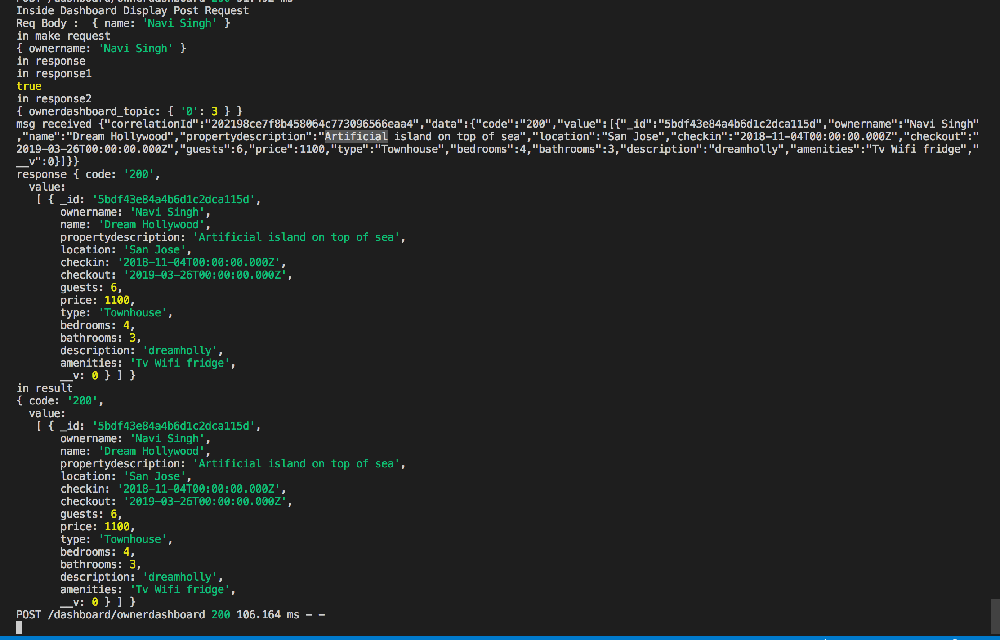 POST /dashboard/ownerdashboard 200 91.492 ms
Inside Dashboard Display Post Request
Req Body :  { name: 'Navi Singh' }
in make request
{ ownername: 'Navi Singh' }
in response
in response1
true
in response2
{ ownerdashboard_topic: { '0': 3 } }
msg received {"correlationId":"202198ce7f8b458064c773096566eaa4","data":{"code":"200","value":[{"_id":"5bdf43e84a4b6d1c2dca115d","ownername":"Navi Singh"
,"name":"Dream Hollywood","propertydescription":"Artificial island on top of sea","location":"San Jose","checkin":"2018-11-04T00:00:00.000Z","checkout":"
2019-03-26T00:00:00.000Z","guests":6,"price":1100,"type":"Townhouse","bedrooms":4,"bathrooms":3,"description":"dreamholly","amenities":"Tv Wifi fridge","
__v":0}]}}
response { code: '200',
  value:
   [ { _id: '5bdf43e84a4b6d1c2dca115d',
       ownername: 'Navi Singh',
       name: 'Dream Hollywood',
       propertydescription: 'Artificial island on top of sea',
       location: 'San Jose',
       checkin: '2018-11-04T00:00:00.000Z',
       checkout: '2019-03-26T00:00:00.000Z',
       guests: 6,
       price: 1100,
       type: 'Townhouse',
       bedrooms: 4,
       bathrooms: 3,
       description: 'dreamholly',
       amenities: 'Tv Wifi fridge',
       __v: 0 } ] }
in result
{ code: '200',
  value:
   [ { _id: '5bdf43e84a4b6d1c2dca115d',
       ownername: 'Navi Singh',
       name: 'Dream Hollywood',
       propertydescription: 'Artificial island on top of sea',
       location: 'San Jose',
       checkin: '2018-11-04T00:00:00.000Z',
       checkout: '2019-03-26T00:00:00.000Z',
       guests: 6,
       price: 1100,
       type: 'Townhouse',
       bedrooms: 4,
       bathrooms: 3,
       description: 'dreamholly',
       amenities: 'Tv Wifi fridge',
       __v: 0 } ] }
POST /dashboard/ownerdashboard 200 106.164 ms - -